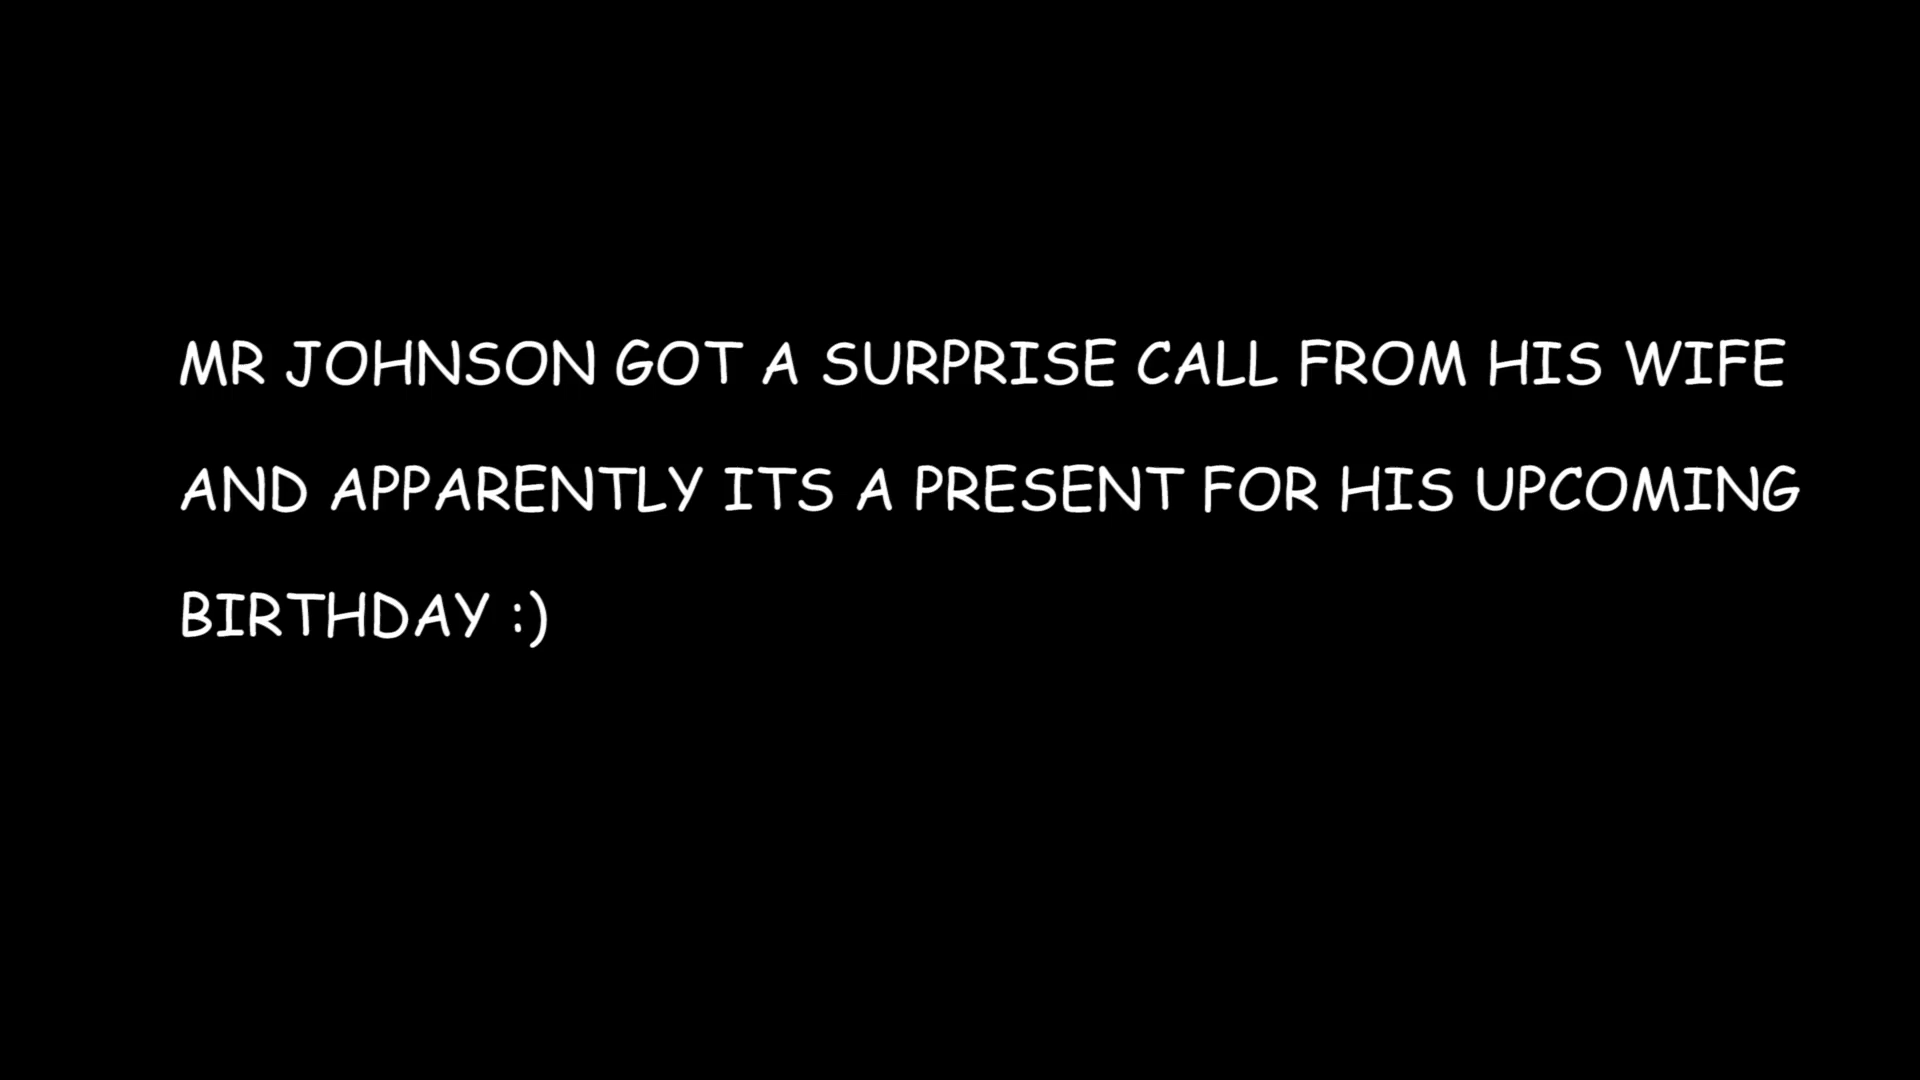 MR JOHNSON GOT A SURPRISE CALL FROM HIS WIFE
AND APPARENTLY ITS A PRESENT FOR HIS UPCOMING
BIRTHDAY :)